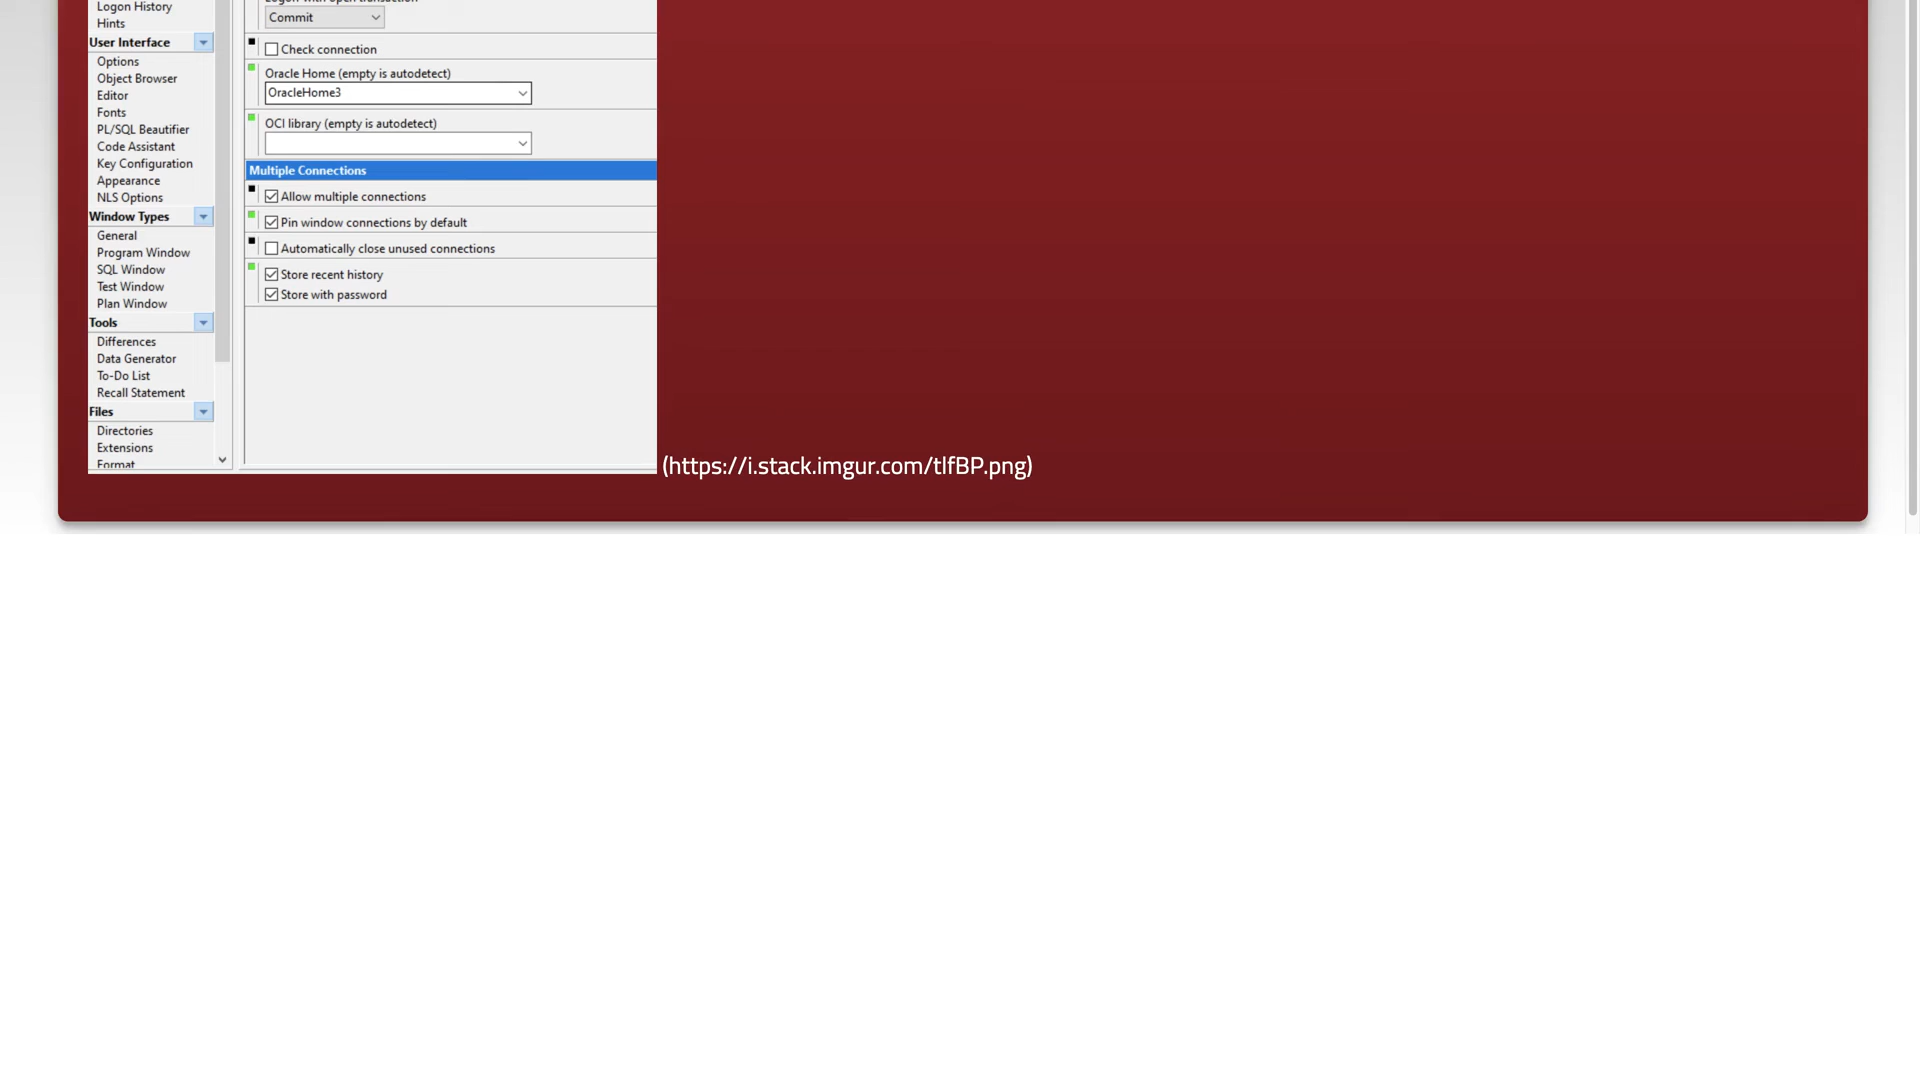 Logon History
Hints
User Interface
Options
Object Browser
Editor
Fonts
PL/SQL Beautifier
Code Assistant
Key Configuration
Appearance
NLS Options
Window Types
General
Program Window
SQL Window
Test Window
Plan Window
Tools
Differences
Data Generator
To-Do List
Recall Statement
Files
Directories
Extensions
Format
Logon with open transaction
Commit
Check connection
Oracle Home (empty is autodetect)
OracleHome3
OCI library (empty is autodetect)
Multiple Connections
Allow multiple connections
Pin window connections by default
Automatically close unused connections
Store recent history
Store with password
(https://i.stack.imgur.com/tlfBP.png)